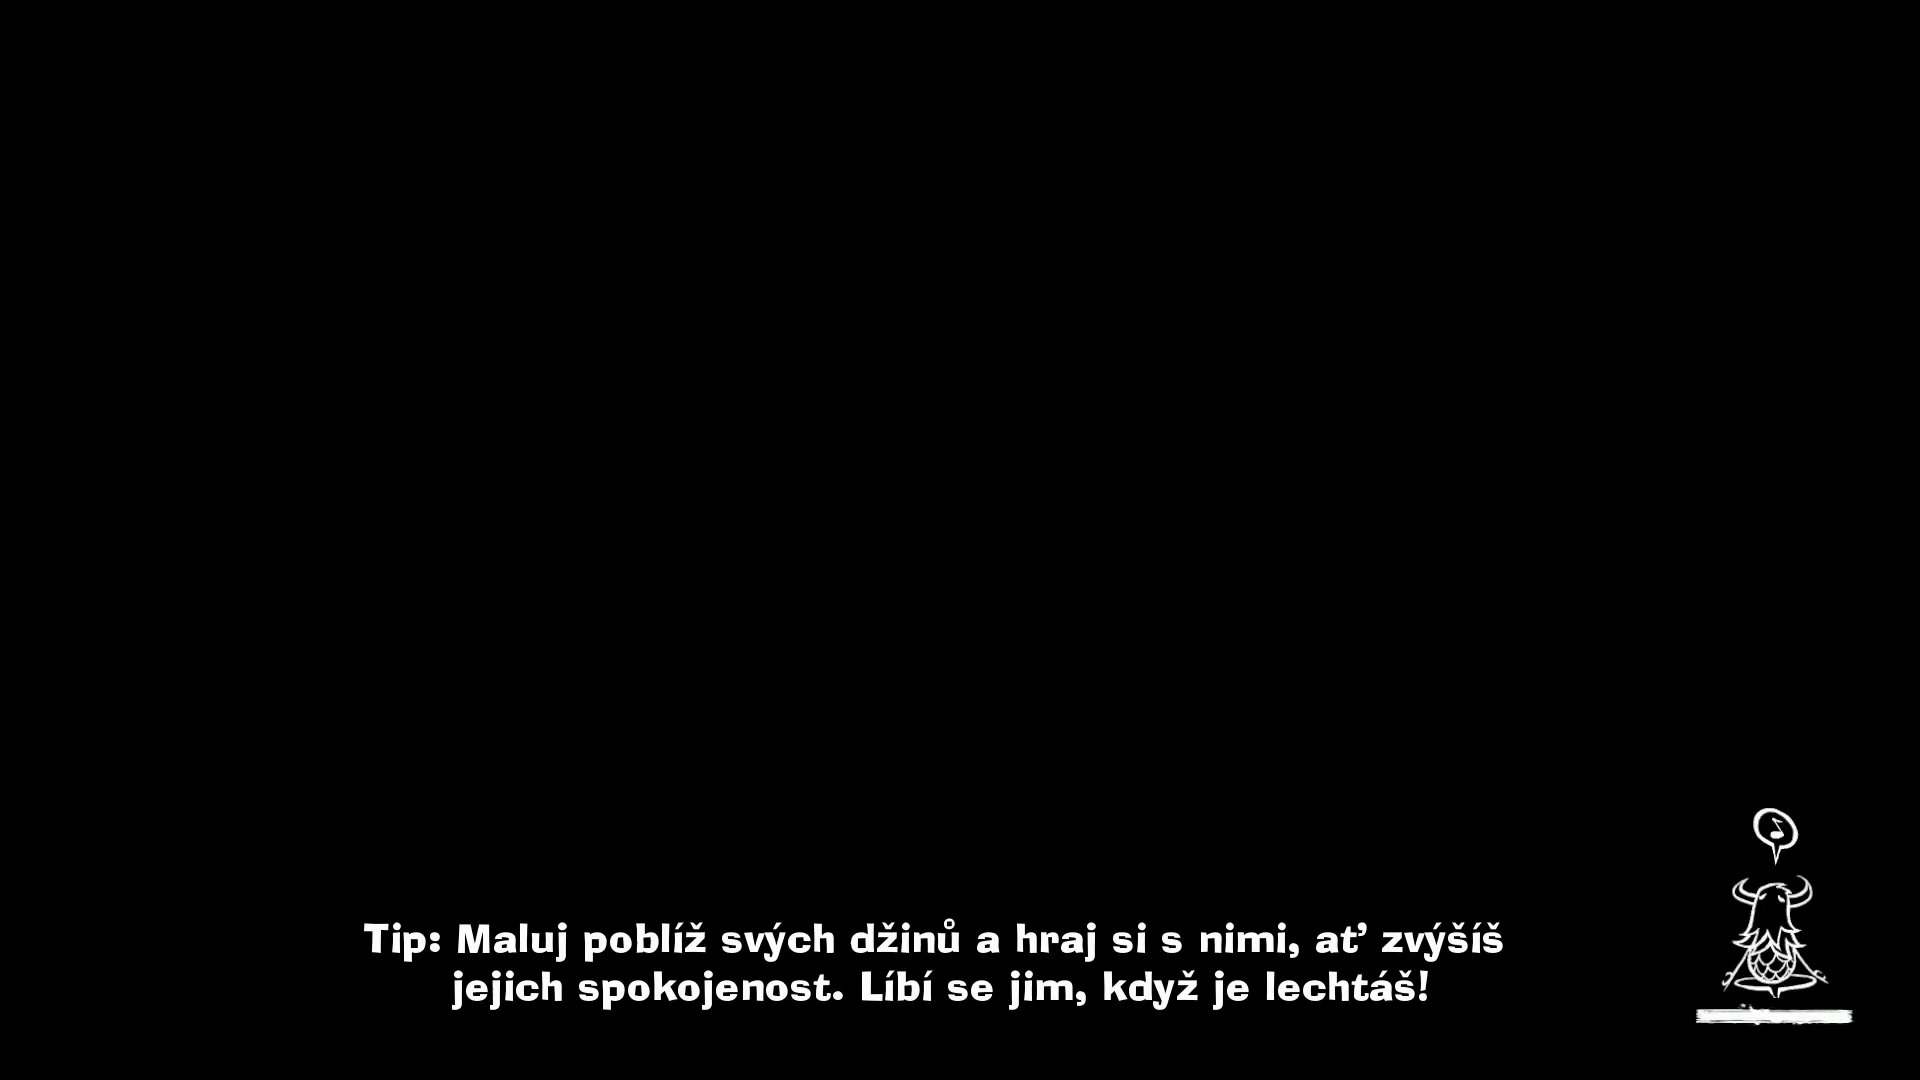 Tip: Maluj poblíž svých džinů a hraj si s nimi, ať zvýšíš
jejich spokojenost. Líbí se jim, když je lechtáš!